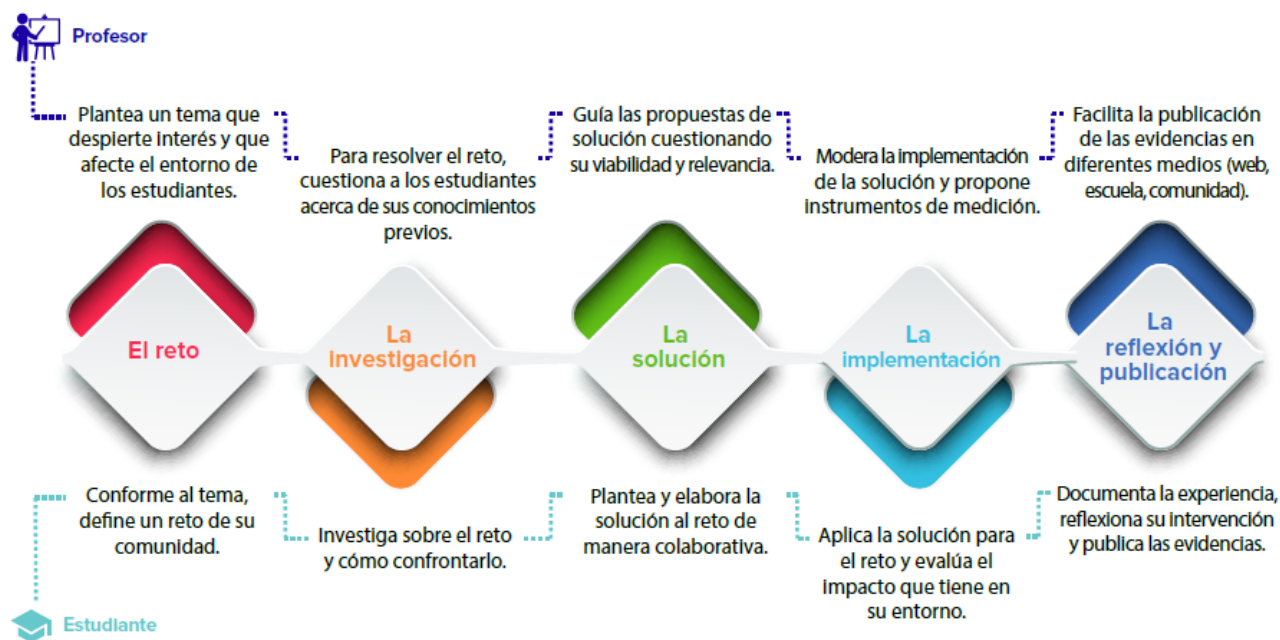 Profesor
Plantea un tema que
despierte interés y que
afecte el entorno de
los estudiantes.
Para resolver el reto,
cuestiona a los estudiantes
acerca de sus conocimientos
previos.
Guía las propuestas de
solución cuestionando
su viabilidad y relevancia.
Modera la implementación
de la solución y propone
instrumentos de medición.
Facilita la publicación
de las evidencias en
diferentes medios (web,
escuela, comunidad).
El reto
La
investigación
La
solución
La
implementación
La
reflexión y
publicación
Conforme al tema,
define un reto de su
comunidad.
Investiga sobre el reto
y cómo confrontarlo.
Plantea y elabora la
solución al reto de
manera colaborativa.
Aplica la solución para
el reto y evalúa el
impacto que tiene en
su entorno.
Documenta la experiencia,
reflexiona su intervención
y publica las evidencias.
Estudiante